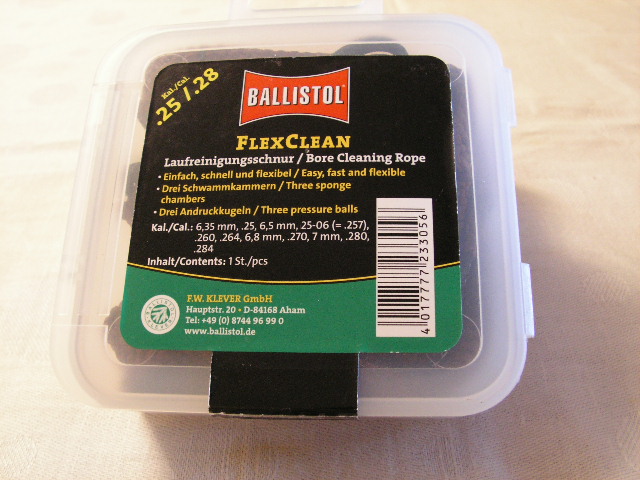 Kal./Cal.
.25 / .28
BALLISTOL
FLEXCLEAN
Laufreinigungsschnur / Bore Cleaning Rope
• Einfach, schnell und flexibel / Easy, fast and flexible
• Drei Schwammkammern / Three sponge
chambers
• Drei Andruckkugeln / Three pressure balls
Kal./Cal.: 6,35 mm, .25, 6,5 mm, 25-06 (= .257),
.260, .264, 6,8 mm, .270, 7 mm, .280,
.284
Inhalt/Contents: 1 St./pcs
4 017777 233056
BALLISTOL
KLEVER
F.W. KLEVER GmbH
Hauptstr. 20 • D-84168 Aham
Tel: +49 (0) 8744 96 99 0
www.ballistol.de